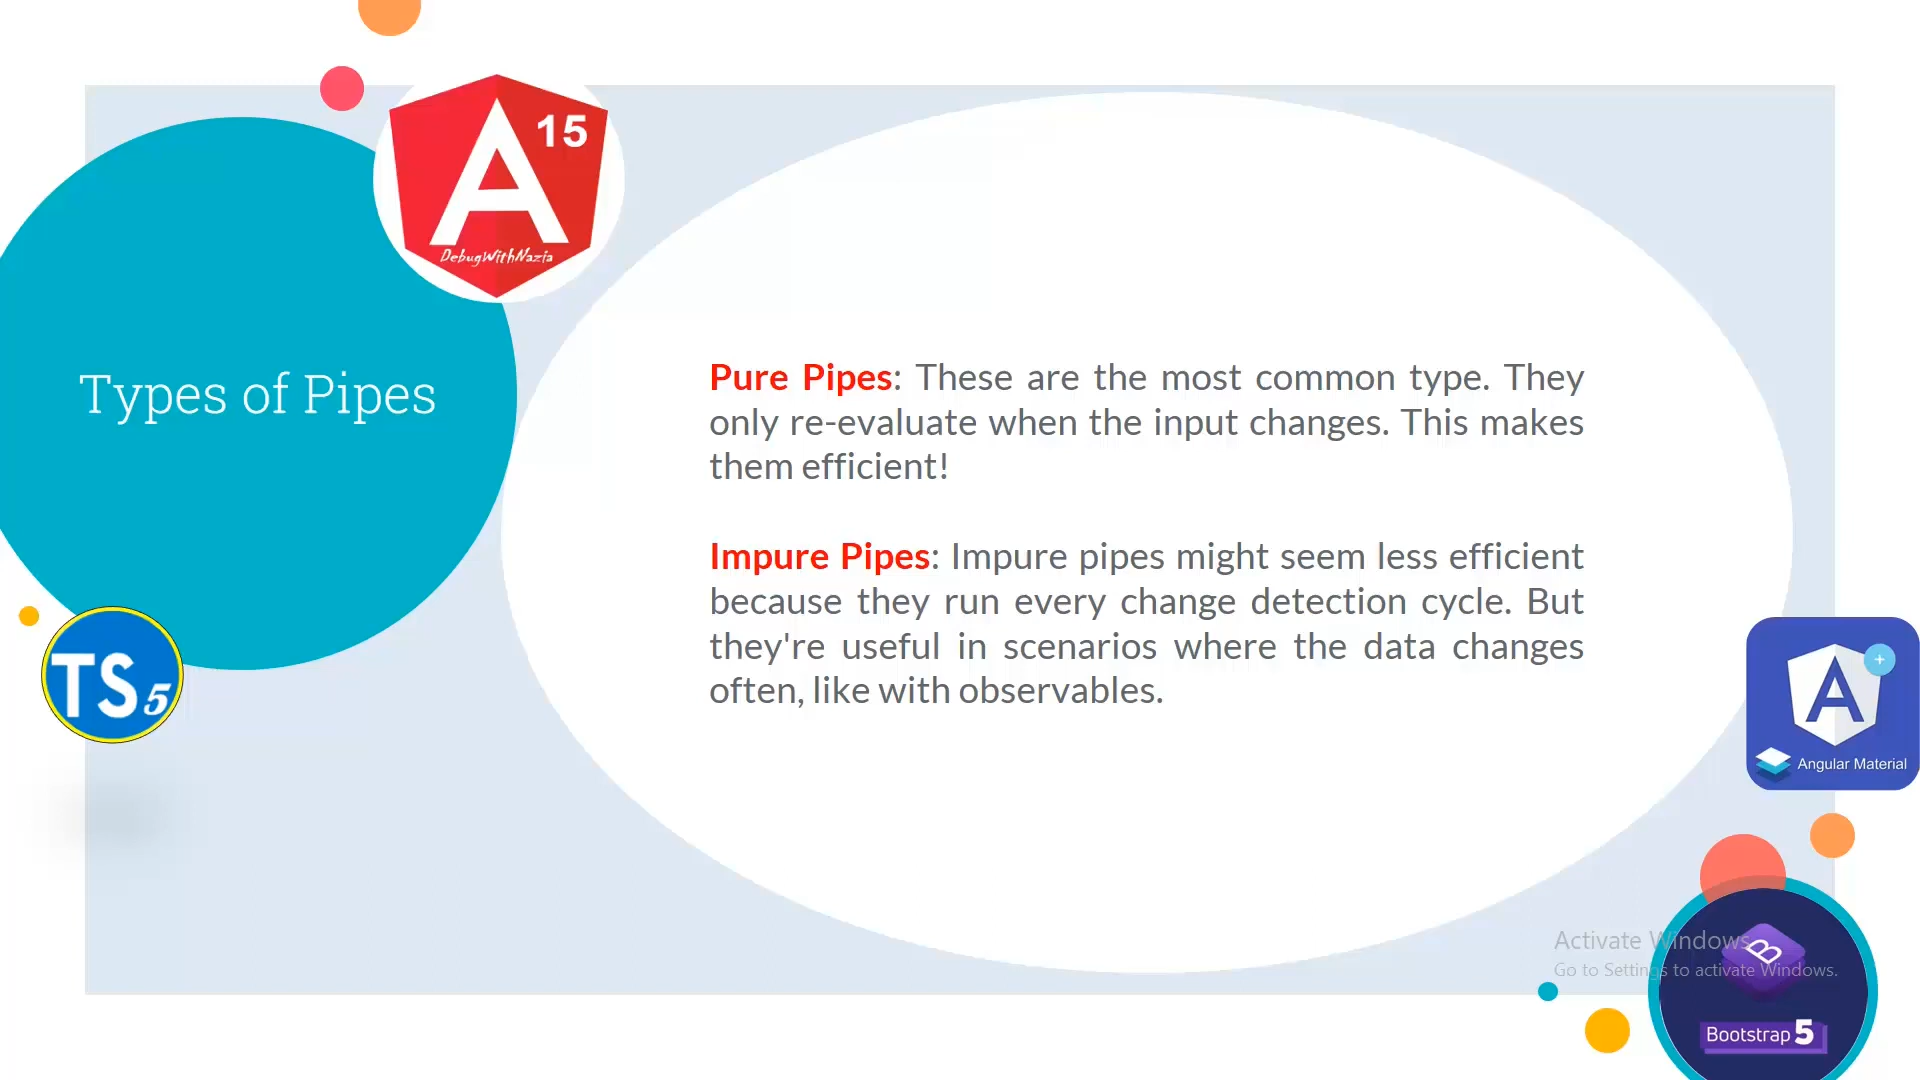 15
A
DebugWithNazia
Types of Pipes
Pure Pipes: These are the most common type. They
only re-evaluate when the input changes. This makes
them efficient!
Impure Pipes: Impure pipes might seem less efficient
because they run every change detection cycle. But
they're useful in scenarios where the data changes
often, like with observables.
TS 5
A
+
Angular Material
Activate Windows
Go to Settings to activate Windows.
B
Bootstrap 5